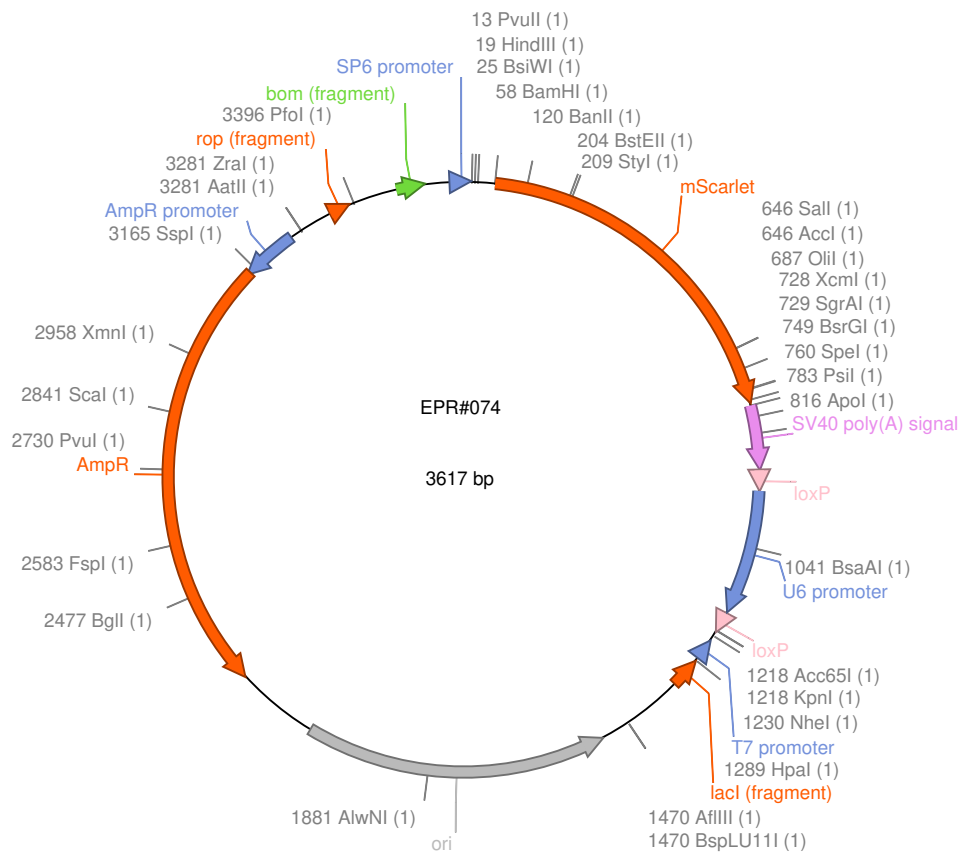 13 PvuII (1)
19 HindIII (1)
25 BsiWI (1)
58 BamHI (1)
120 BanII (1)
204 BstEII (1)
209 StyI (1)
mScarlet
646 SalI (1)
646 AccI (1)
687 OliI (1)
728 XcmI (1)
729 SgrAI (1)
749 BsrGI (1)
760 SpeI (1)
783 PsiI (1)
816 ApoI (1)
SV40 poly(A) signal
loxP
1041 BsaAI (1)
U6 promoter
loxP
1218 Acc65I (1)
1218 KpnI (1)
1230 NheI (1)
T7 promoter
1289 HpaI (1)
lacI (fragment)
1470 AflIII (1)
1470 BspLU11I (1)
ori
1881 AlwNI (1)
2477 BglI (1)
2583 FspI (1)
AmpR
2730 PvuI (1)
2841 ScaI (1)
2958 XmnI (1)
3165 SspI (1)
AmpR promoter
3281 AatII (1)
3281 ZraI (1)
rop (fragment)
3396 PfoI (1)
bom (fragment)
SP6 promoter
EPR#074
3617 bp